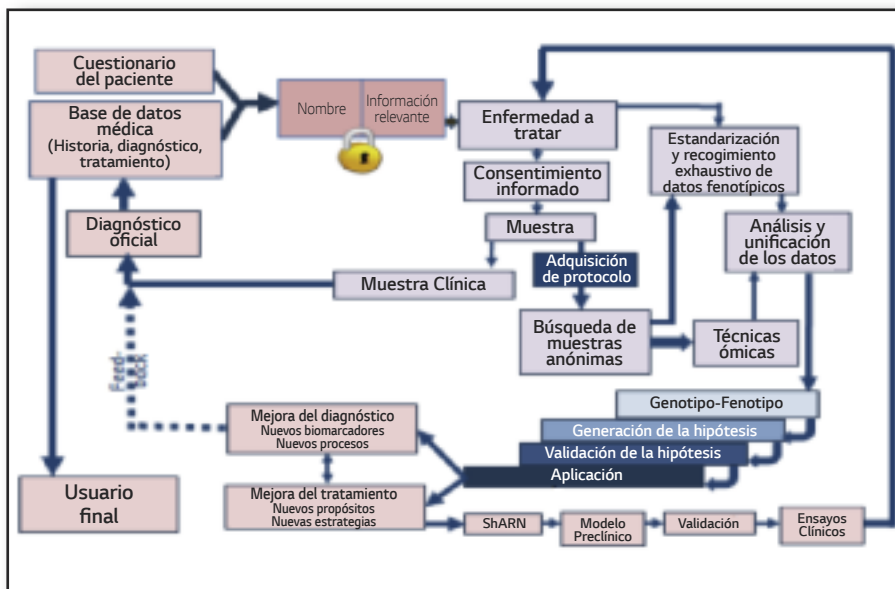 Cuestionario
del paciente
Base de datos
médica
(Historia, diagnóstico,
tratamiento)
Nombre
Información
relevante
Enfermedad a
tratar
Estandarización
y recogimiento
exhaustivo de
datos fenotípicos
Consentimiento
informado
Diagnóstico
oficial
Muestra
Análisis y
unificación
de los datos
Adquisición
de protocolo
Muestra Clínica
Búsqueda de
muestras
anónimas
Técnicas
ómicas
Feed-
back
Genotipo-Fenotipo
Generación de la hipótesis
Validación de la hipótesis
Aplicación
Mejora del diagnóstico
Nuevos biomarcadores
Nuevos procesos
Usuario
final
Mejora del tratamiento
Nuevos propósitos
Nuevas estrategias
ShARN
Modelo
Preclínico
Validación
Ensayos
Clínicos